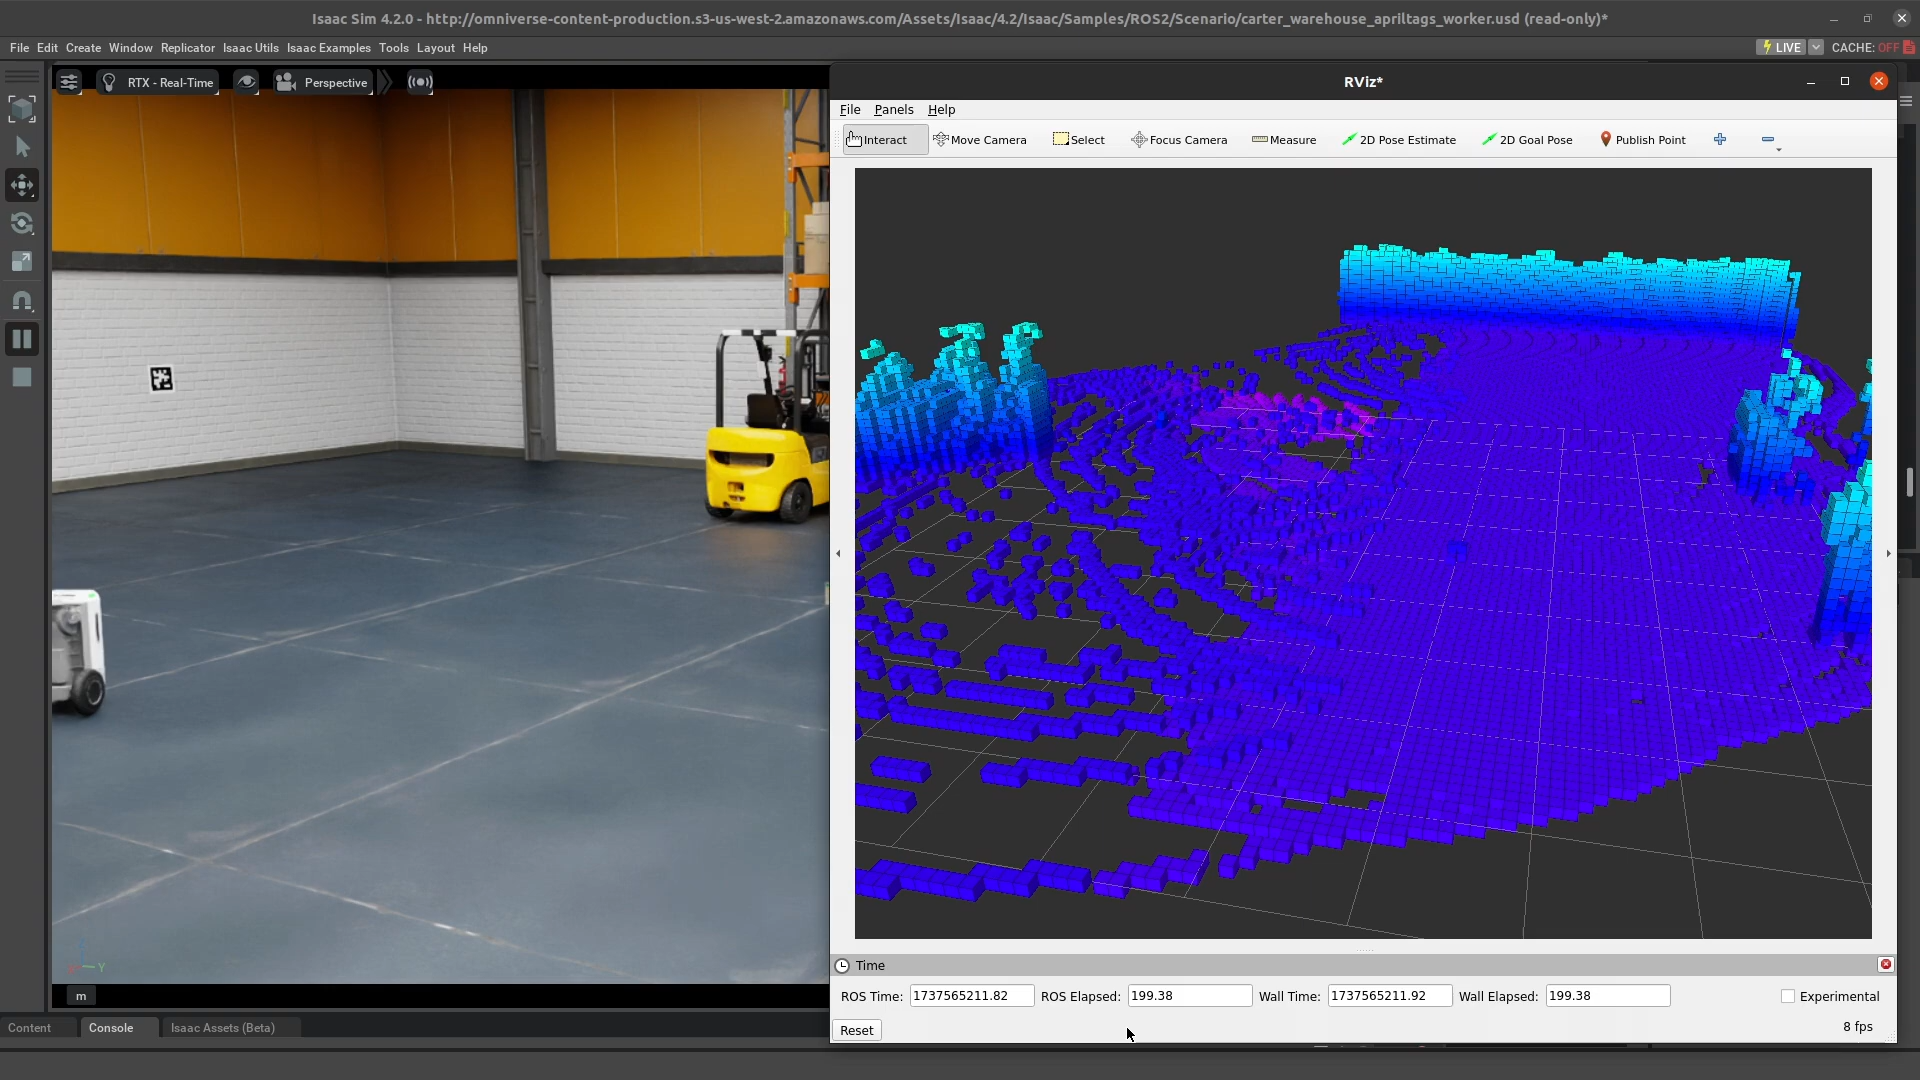 Isaac Sim 4.2.0 - http://omniverse-content-production.s3-us-west-2.amazonaws.com/Assets/Isaac/4.2/Isaac/Samples/ROS2/Scenario/carter_warehouse_apriltags_worker.usd (read-only)*
File Edit Create Window Replicator Isaac Utils Isaac Examples Tools Layout Help
LIVE CACHE: OFF
RTX - Real-Time Perspective
RViz*
File Panels Help
Interact Move Camera Select Focus Camera Measure 2D Pose Estimate 2D Goal Pose Publish Point
Y
m
Time
ROS Time: 1737565211.82 ROS Elapsed: 199.38 Wall Time: 1737565211.92 Wall Elapsed: 199.38 Experimental
Reset 8 fps
Content Console Isaac Assets (Beta)